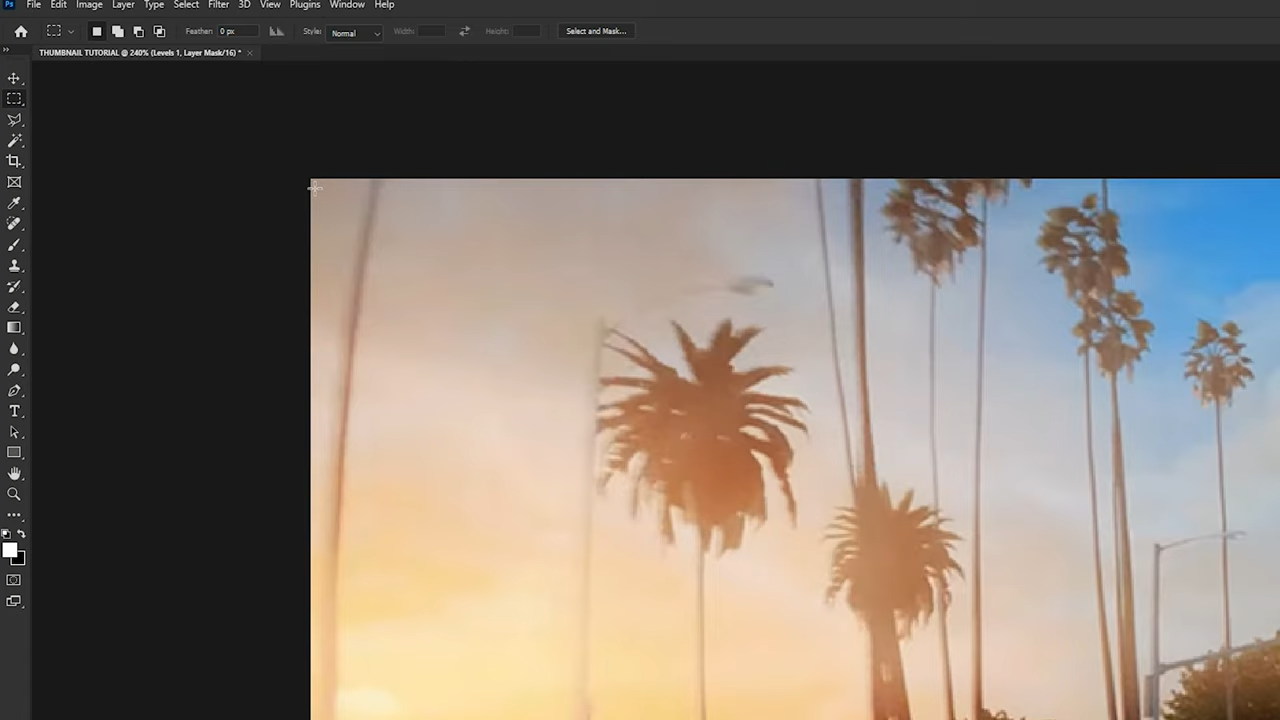 Ps File Edit Image Layer Type Select Filter 3D View Plugins Window Help
Feather: 0 px Style: Normal Width: Height: Select and Mask...
THUMBNAIL TUTORIAL @ 240% (Levels 1, Layer Mask/16) * ×
T